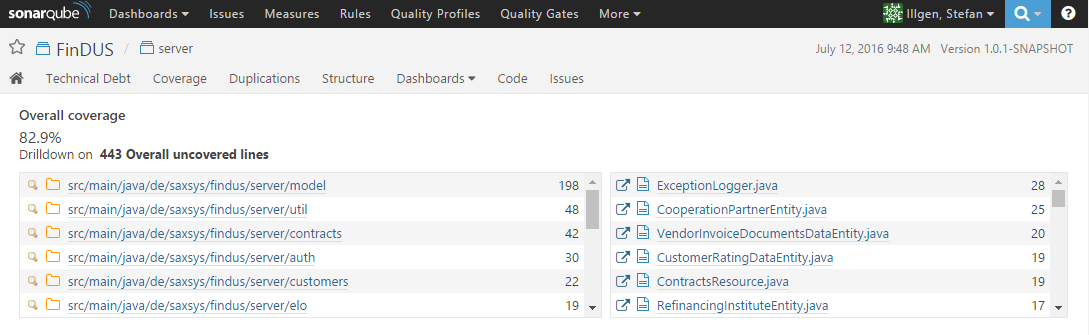 sonarqube Dashboards Issues Measures Rules Quality Profiles Quality Gates More Illgen, Stefan ?
FinDUS / server July 12, 2016 9:48 AM Version 1.0.1-SNAPSHOT
Technical Debt Coverage Duplications Structure Dashboards Code Issues
Overall coverage
82.9%
Drilldown on 443 Overall uncovered lines
src/main/java/de/saxsys/findus/server/model 198
src/main/java/de/saxsys/findus/server/util 48
src/main/java/de/saxsys/findus/server/contracts 42
src/main/java/de/saxsys/findus/server/auth 30
src/main/java/de/saxsys/findus/server/customers 22
src/main/java/de/saxsys/findus/server/elo 19
ExceptionLogger.java 28
CooperationPartnerEntity.java 25
VendorInvoiceDocumentsDataEntity.java 20
CustomerRatingDataEntity.java 19
ContractsResource.java 19
RefinancingInstituteEntity.java 17